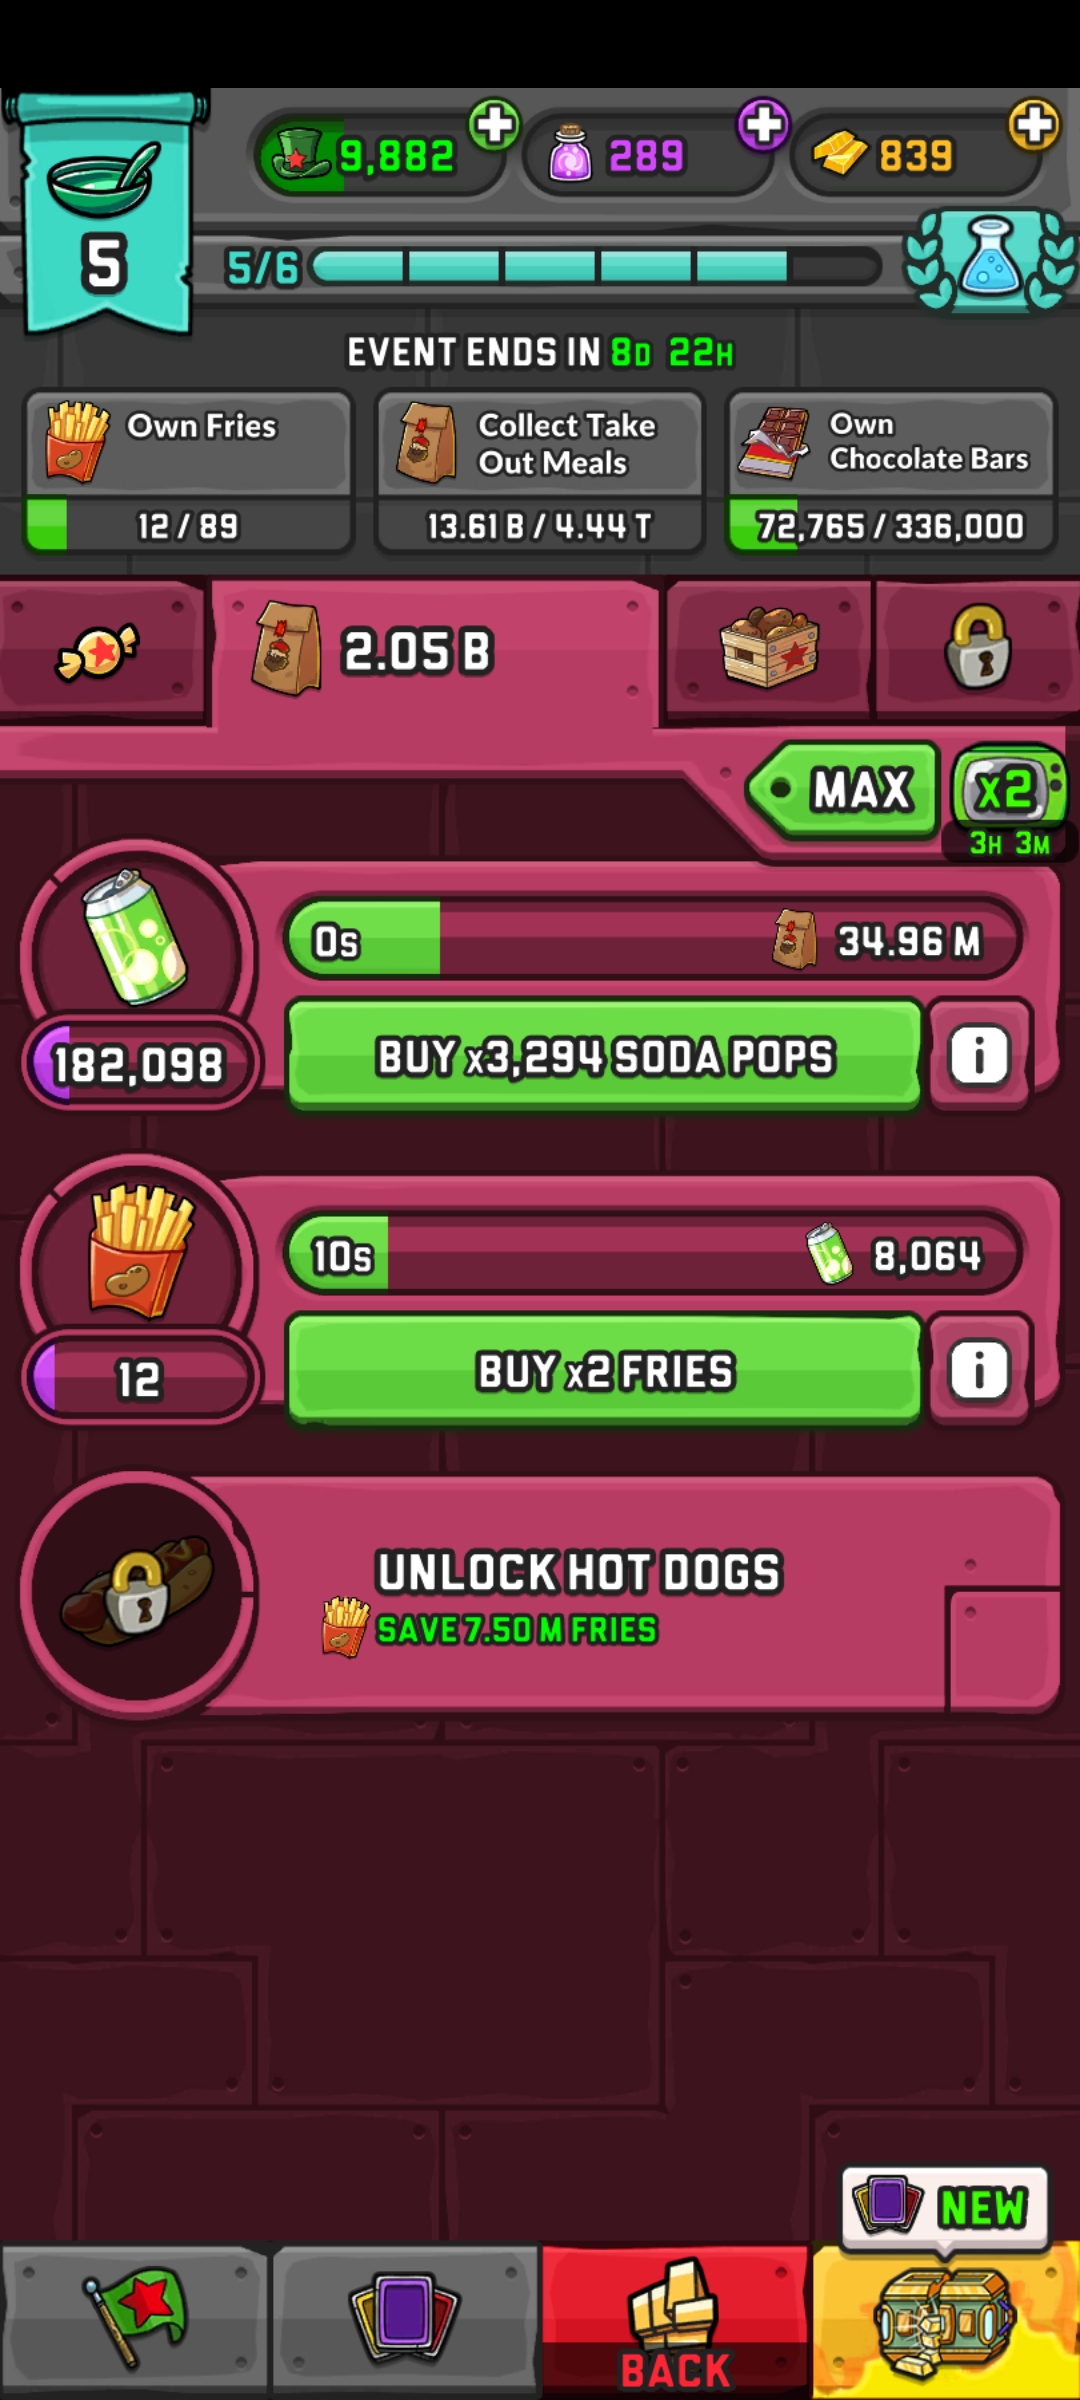 9,882
289
839
5
5/6
EVENT ENDS IN 8D 22H
Own Fries
12 / 89
Collect Take
Out Meals
13.61 B / 4.44 T
Own
Chocolate Bars
72,765 / 336,000
2.05 B
MAX
x2
3H 3M
0s
34.96 M
182,098
BUY x3,294 SODA POPS
i
10s
8,064
12
BUY x2 FRIES
i
UNLOCK HOT DOGS
SAVE 7.50 M FRIES
NEW
BACK